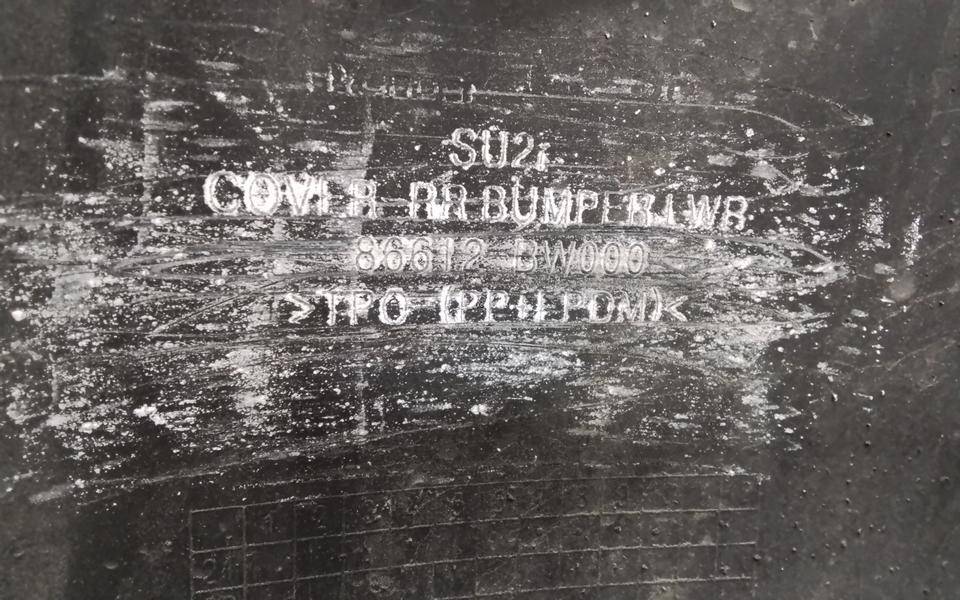 SU2i
COVER RR BUMPER LWR
86612 BW000
>TPO (PP+EPDM)<